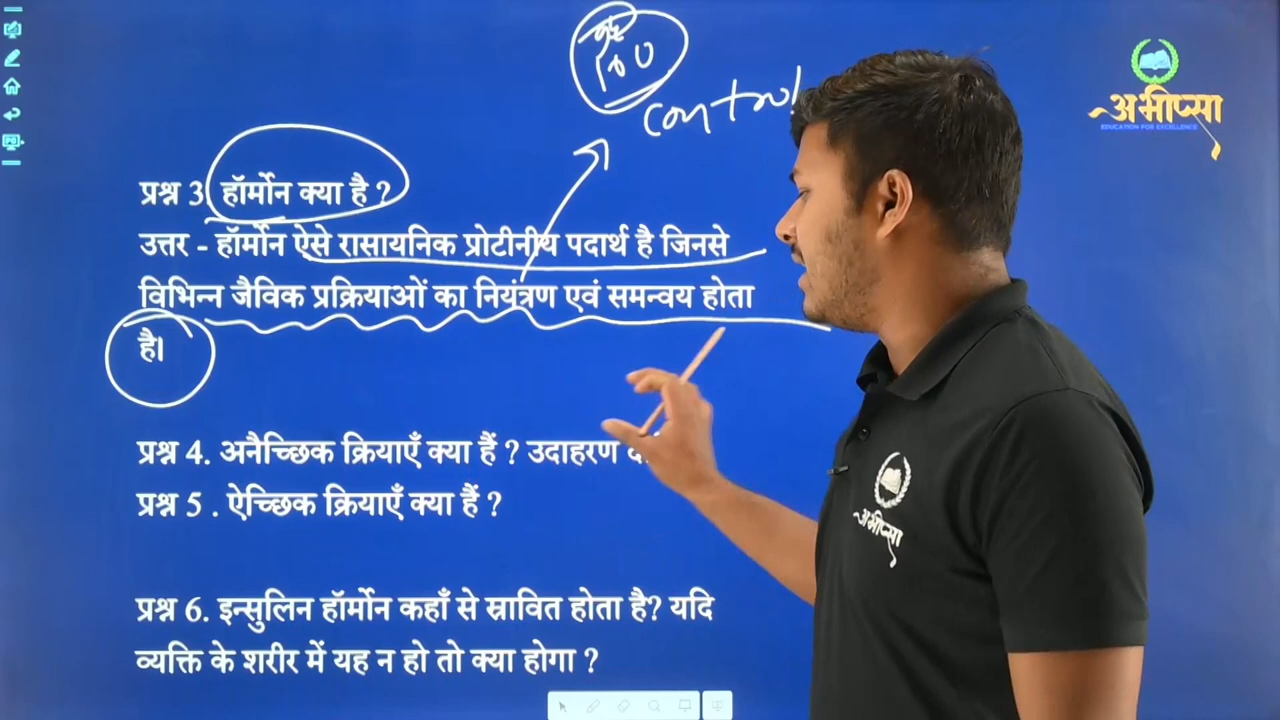 control
अभीप्सा
EDUCATION FOR EXCELLENCE
प्रश्न 3 हॉर्मोन क्या है ?
उत्तर - हॉर्मोन ऐसे रासायनिक प्रोटीनीय पदार्थ है जिनसे
विभिन्न जैविक प्रक्रियाओं का नियंत्रण एवं समन्वय होता
है।
प्रश्न 4. अनैच्छिक क्रियाएँ क्या हैं ? उदाहरण
प्रश्न 5 . ऐच्छिक क्रियाएँ क्या हैं ?
अभीप्सा
प्रश्न 6. इन्सुलिन हॉर्मोन कहाँ से स्रावित होता है? यदि
व्यक्ति के शरीर में यह न हो तो क्या होगा ?